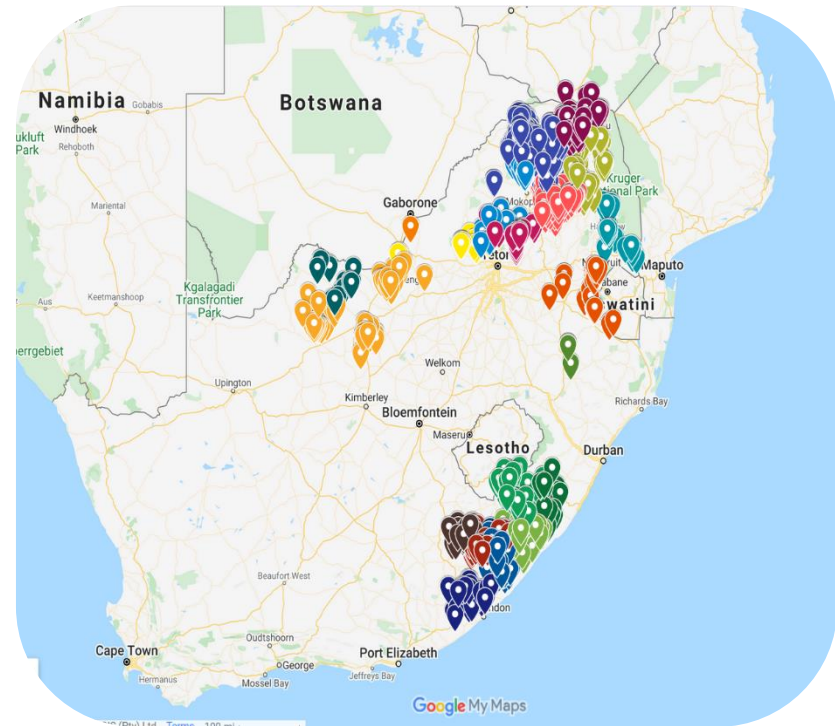 Namibia
Gobabis
Windhoek
Rehoboth
Park
Botswana
Mariental
Gaborone
Kruger
Mokop
Kgalagadi
Transfrontier
Park
Keetmanshoop
Aus
Maputo
Welkom
Upington
Kimberley
Bloemfontein
Richards Bay
Maseru
Lesotho
Durban
Beaufort West
Cape Town
Oudtshoorn
George
Port Elizabeth
Hermanus
Mossel Bay
Jeffreys Bay
Google My Maps